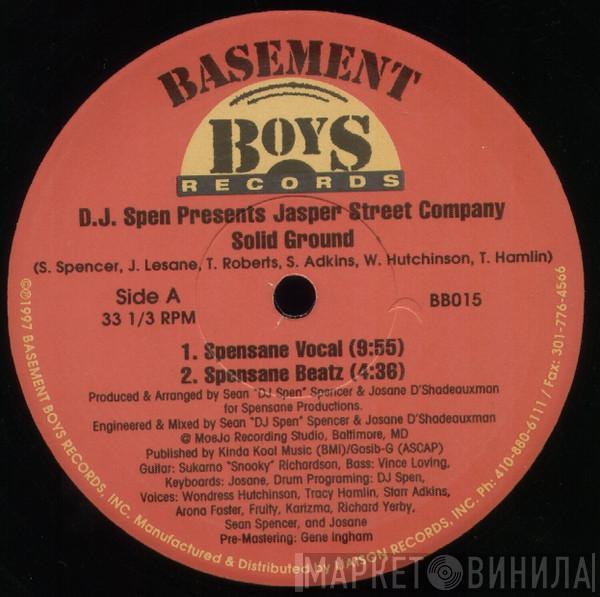 BASEMENT
BOYS
RECORDS
D.J. Spen Presents Jasper Street Company
Solid Ground
(S. Spencer, J. Lesane, T. Roberts, S. Adkins, W. Hutchinson, T. Hamlin)
Side A
33 1/3 RPM
BB015
1. Spensane Vocal (9:55)
2. Spensane Beatz (4:36)
Produced & Arranged by Sean "DJ Spen" Spencer & Josane D'Shadeauxman
for Spensane Productions.
Engineered & Mixed by Sean "DJ Spen" Spencer & Josane D'Shadeauxman
@ MoeJo Recording Studio, Baltimore, MD
Published by Kinda Kool Music (BMI)/Gosib-G (ASCAP)
Guitar: Sukarno "Snooky" Richardson, Bass: Vince Loving,
Keyboards: Josane, Drum Programing: DJ Spen,
Voices: Wondress Hutchinson, Tracy Hamlin, Starr Adkins,
Arona Foster, Fruity, Karizma, Richard Yerby,
Sean Spencer, and Josane
Pre-Mastering: Gene Ingham
©℗1997 BASEMENT BOYS RECORDS, INC. Manufactured & Distributed by WATSON RECORDS, INC. Ph: 410-880-6111 / Fax: 301-776-4566
МАРКЕТ ВИНИЛА